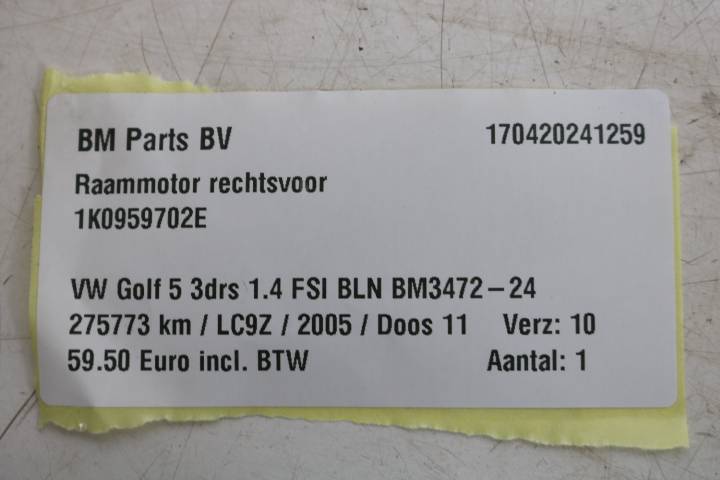 BM Parts BV 170420241259
Raammotor rechtsvoor
1K0959702E
VW Golf 5 3drs 1.4 FSI BLN BM3472-24
275773 km / LC9Z / 2005 / Doos 11 Verz: 10
59.50 Euro incl. BTW Aantal: 1